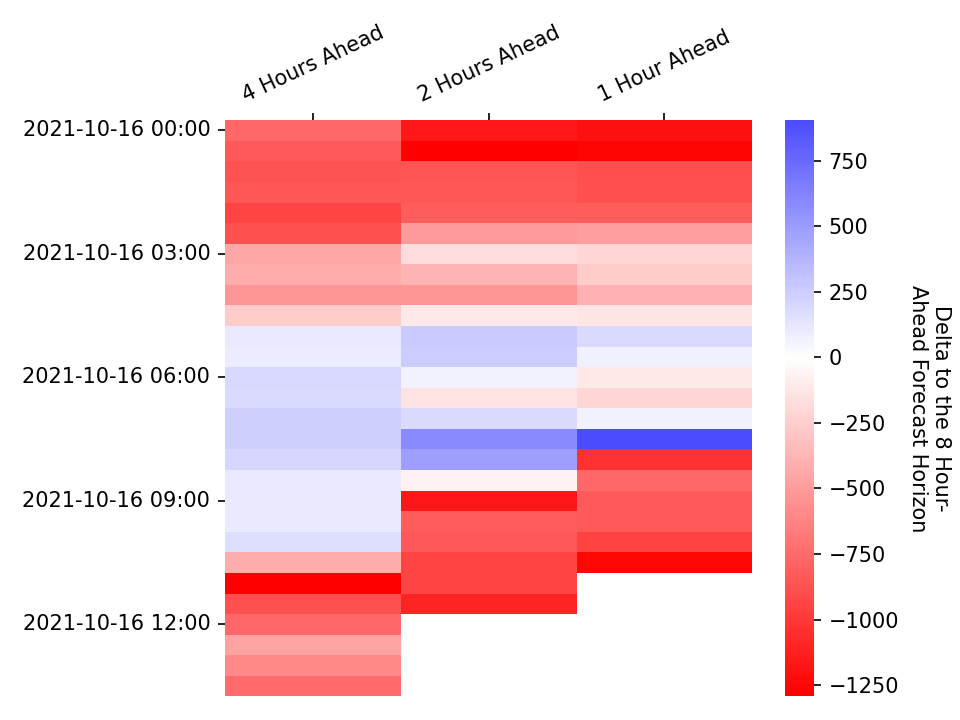 4 Hours Ahead
2 Hours Ahead
1 Hour Ahead
2021-10-16 00:00
2021-10-16 03:00
2021-10-16 06:00
2021-10-16 09:00
2021-10-16 12:00
750
500
250
0
−250
−500
−750
−1000
−1250
Delta to the 8 Hour-
Ahead Forecast Horizon